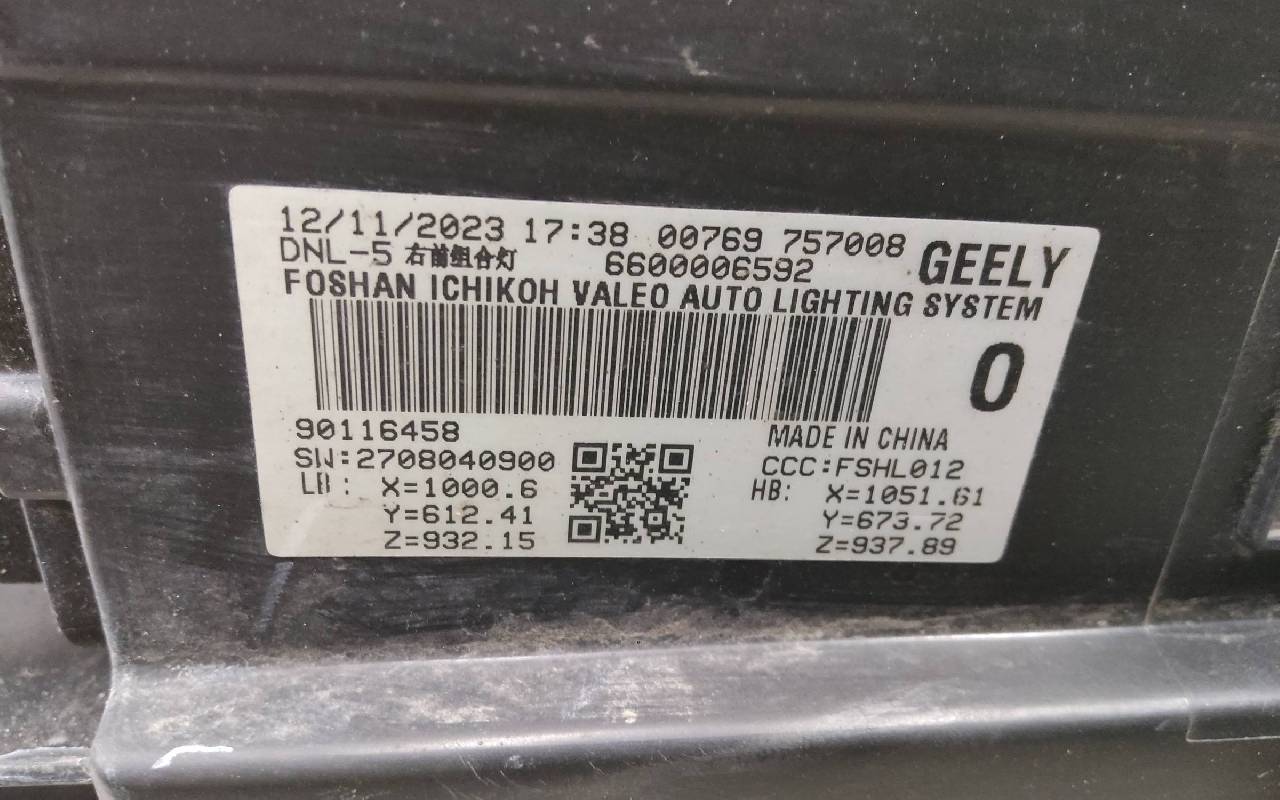 12/11/2023 17:38 00769 757008 GEELY
DNL-5 右前组合灯 6600006592
FOSHAN ICHIKOH VALEO AUTO LIGHTING SYSTEM
0
90116458 MADE IN CHINA
SW:2708040900 CCC:FSHL012
LB: X=1000.6 HB: X=1051.61
Y=612.41 Y=673.72
Z=932.15 Z=937.89